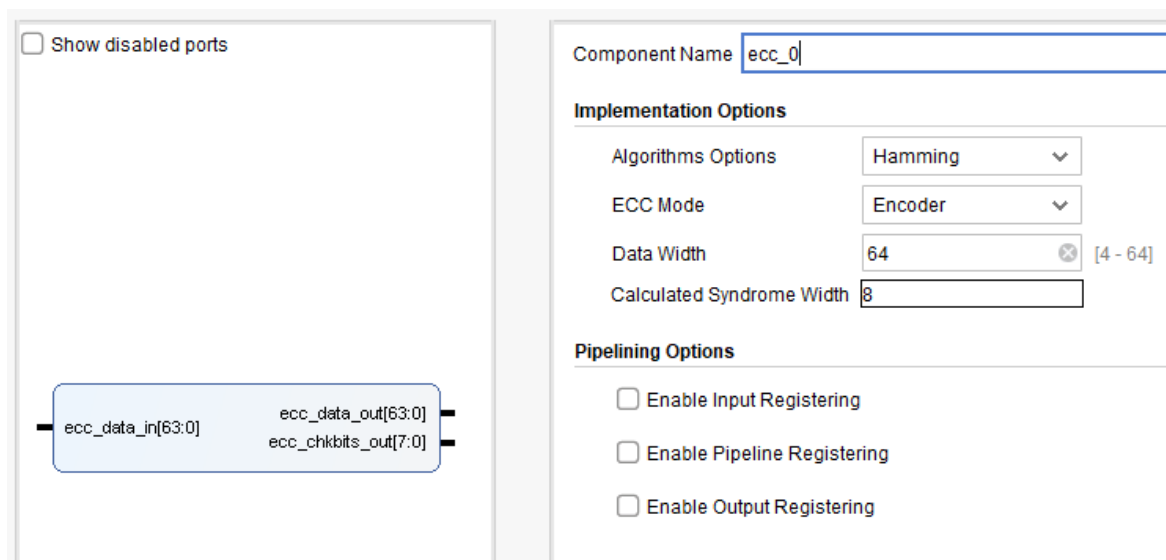 Show disabled ports
ecc_data_in[63:0]
ecc_data_out[63:0]
ecc_chkbits_out[7:0]
Component Name ecc_0
Implementation Options
Algorithms Options Hamming
ECC Mode Encoder
Data Width 64 [4 - 64]
Calculated Syndrome Width 8
Pipelining Options
Enable Input Registering
Enable Pipeline Registering
Enable Output Registering